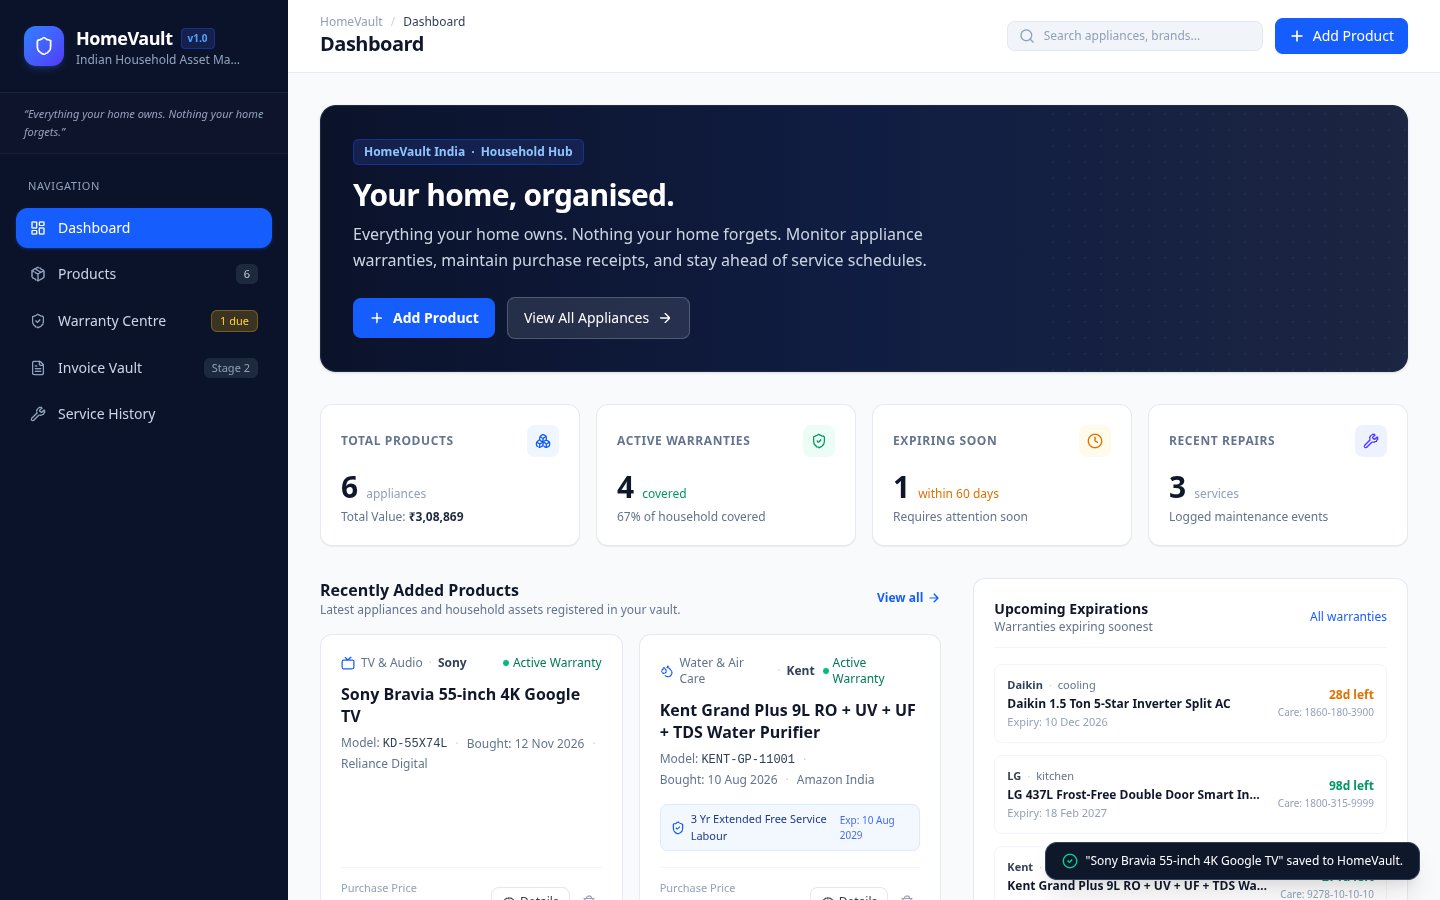 HomeVault v1.0
Indian Household Asset Ma...
“Everything your home owns. Nothing your home
forgets.”
NAVIGATION
Dashboard
Products 6
Warranty Centre 1 due
Invoice Vault Stage 2
Service History
HomeVault / Dashboard
Dashboard
Search appliances, brands...
Add Product
HomeVault India · Household Hub
Your home, organised.
Everything your home owns. Nothing your home forgets. Monitor appliance
warranties, maintain purchase receipts, and stay ahead of service schedules.
Add Product
View All Appliances
TOTAL PRODUCTS
6 appliances
Total Value: ₹3,08,869
ACTIVE WARRANTIES
4 covered
67% of household covered
EXPIRING SOON
1 within 60 days
Requires attention soon
RECENT REPAIRS
3 services
Logged maintenance events
Recently Added Products
Latest appliances and household assets registered in your vault.
View all
TV & Audio · Sony
Active Warranty
Sony Bravia 55-inch 4K Google
TV
Model: KD-55X74L · Bought: 12 Nov 2026 ·
Reliance Digital
Purchase Price
Details
Water & Air
Care
· Kent
Active
Warranty
Kent Grand Plus 9L RO + UV + UF
+ TDS Water Purifier
Model: KENT-GP-11001 ·
Bought: 10 Aug 2026 · Amazon India
3 Yr Extended Free Service
Labour
Exp: 10 Aug
2029
Purchase Price
Details
Upcoming Expirations
Warranties expiring soonest
All warranties
Daikin · cooling
Daikin 1.5 Ton 5-Star Inverter Split AC
Expiry: 10 Dec 2026
28d left
Care: 1860-180-3900
LG · kitchen
LG 437L Frost-Free Double Door Smart In...
Expiry: 18 Feb 2027
98d left
Care: 1800-315-9999
Kent
Kent Grand Plus 9L RO + UV + UF + TDS Wa...
Care: 9278-10-10-10
"Sony Bravia 55-inch 4K Google TV" saved to HomeVault.